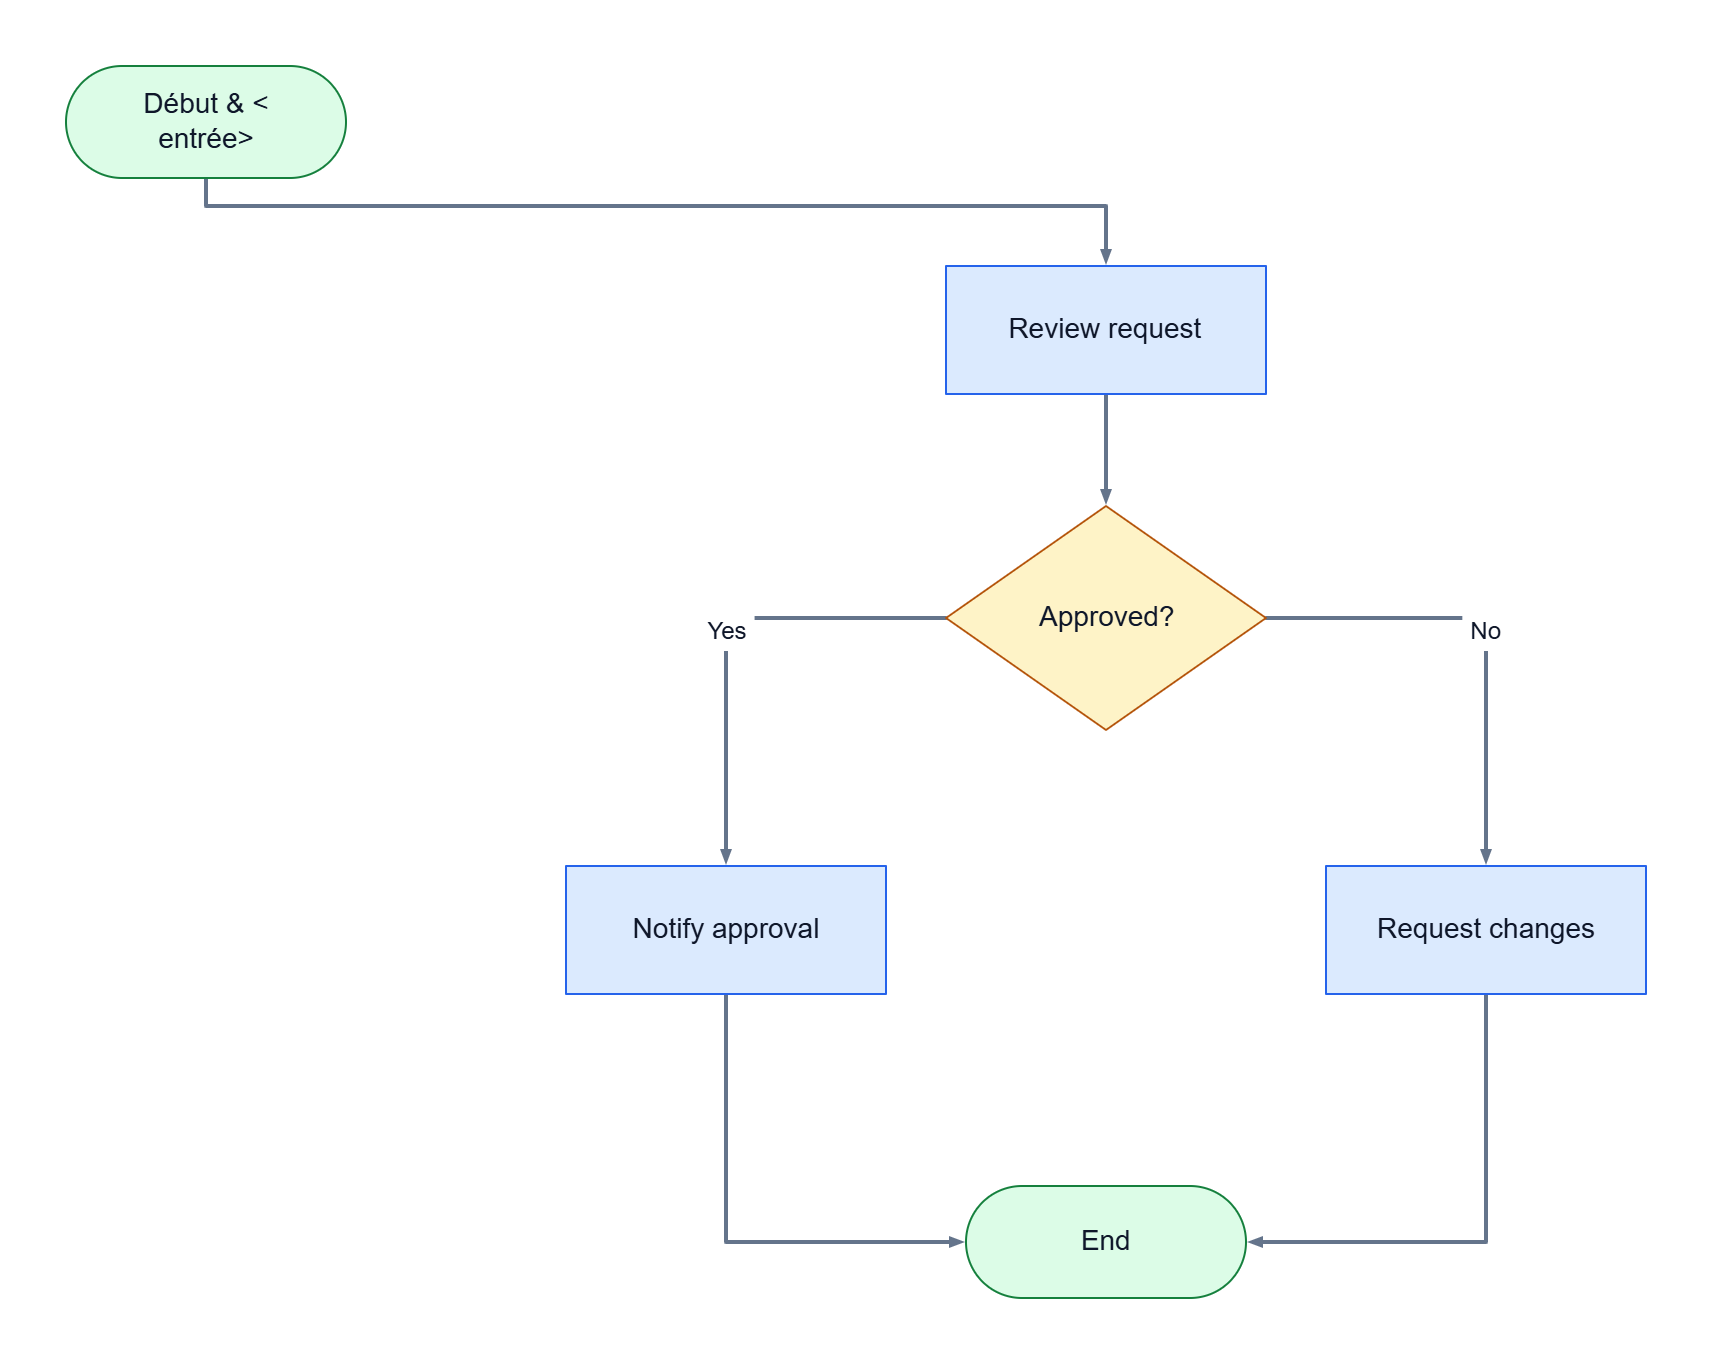 Début & <
entrée>
Review request
Approved?
Yes
No
Notify approval
Request changes
End